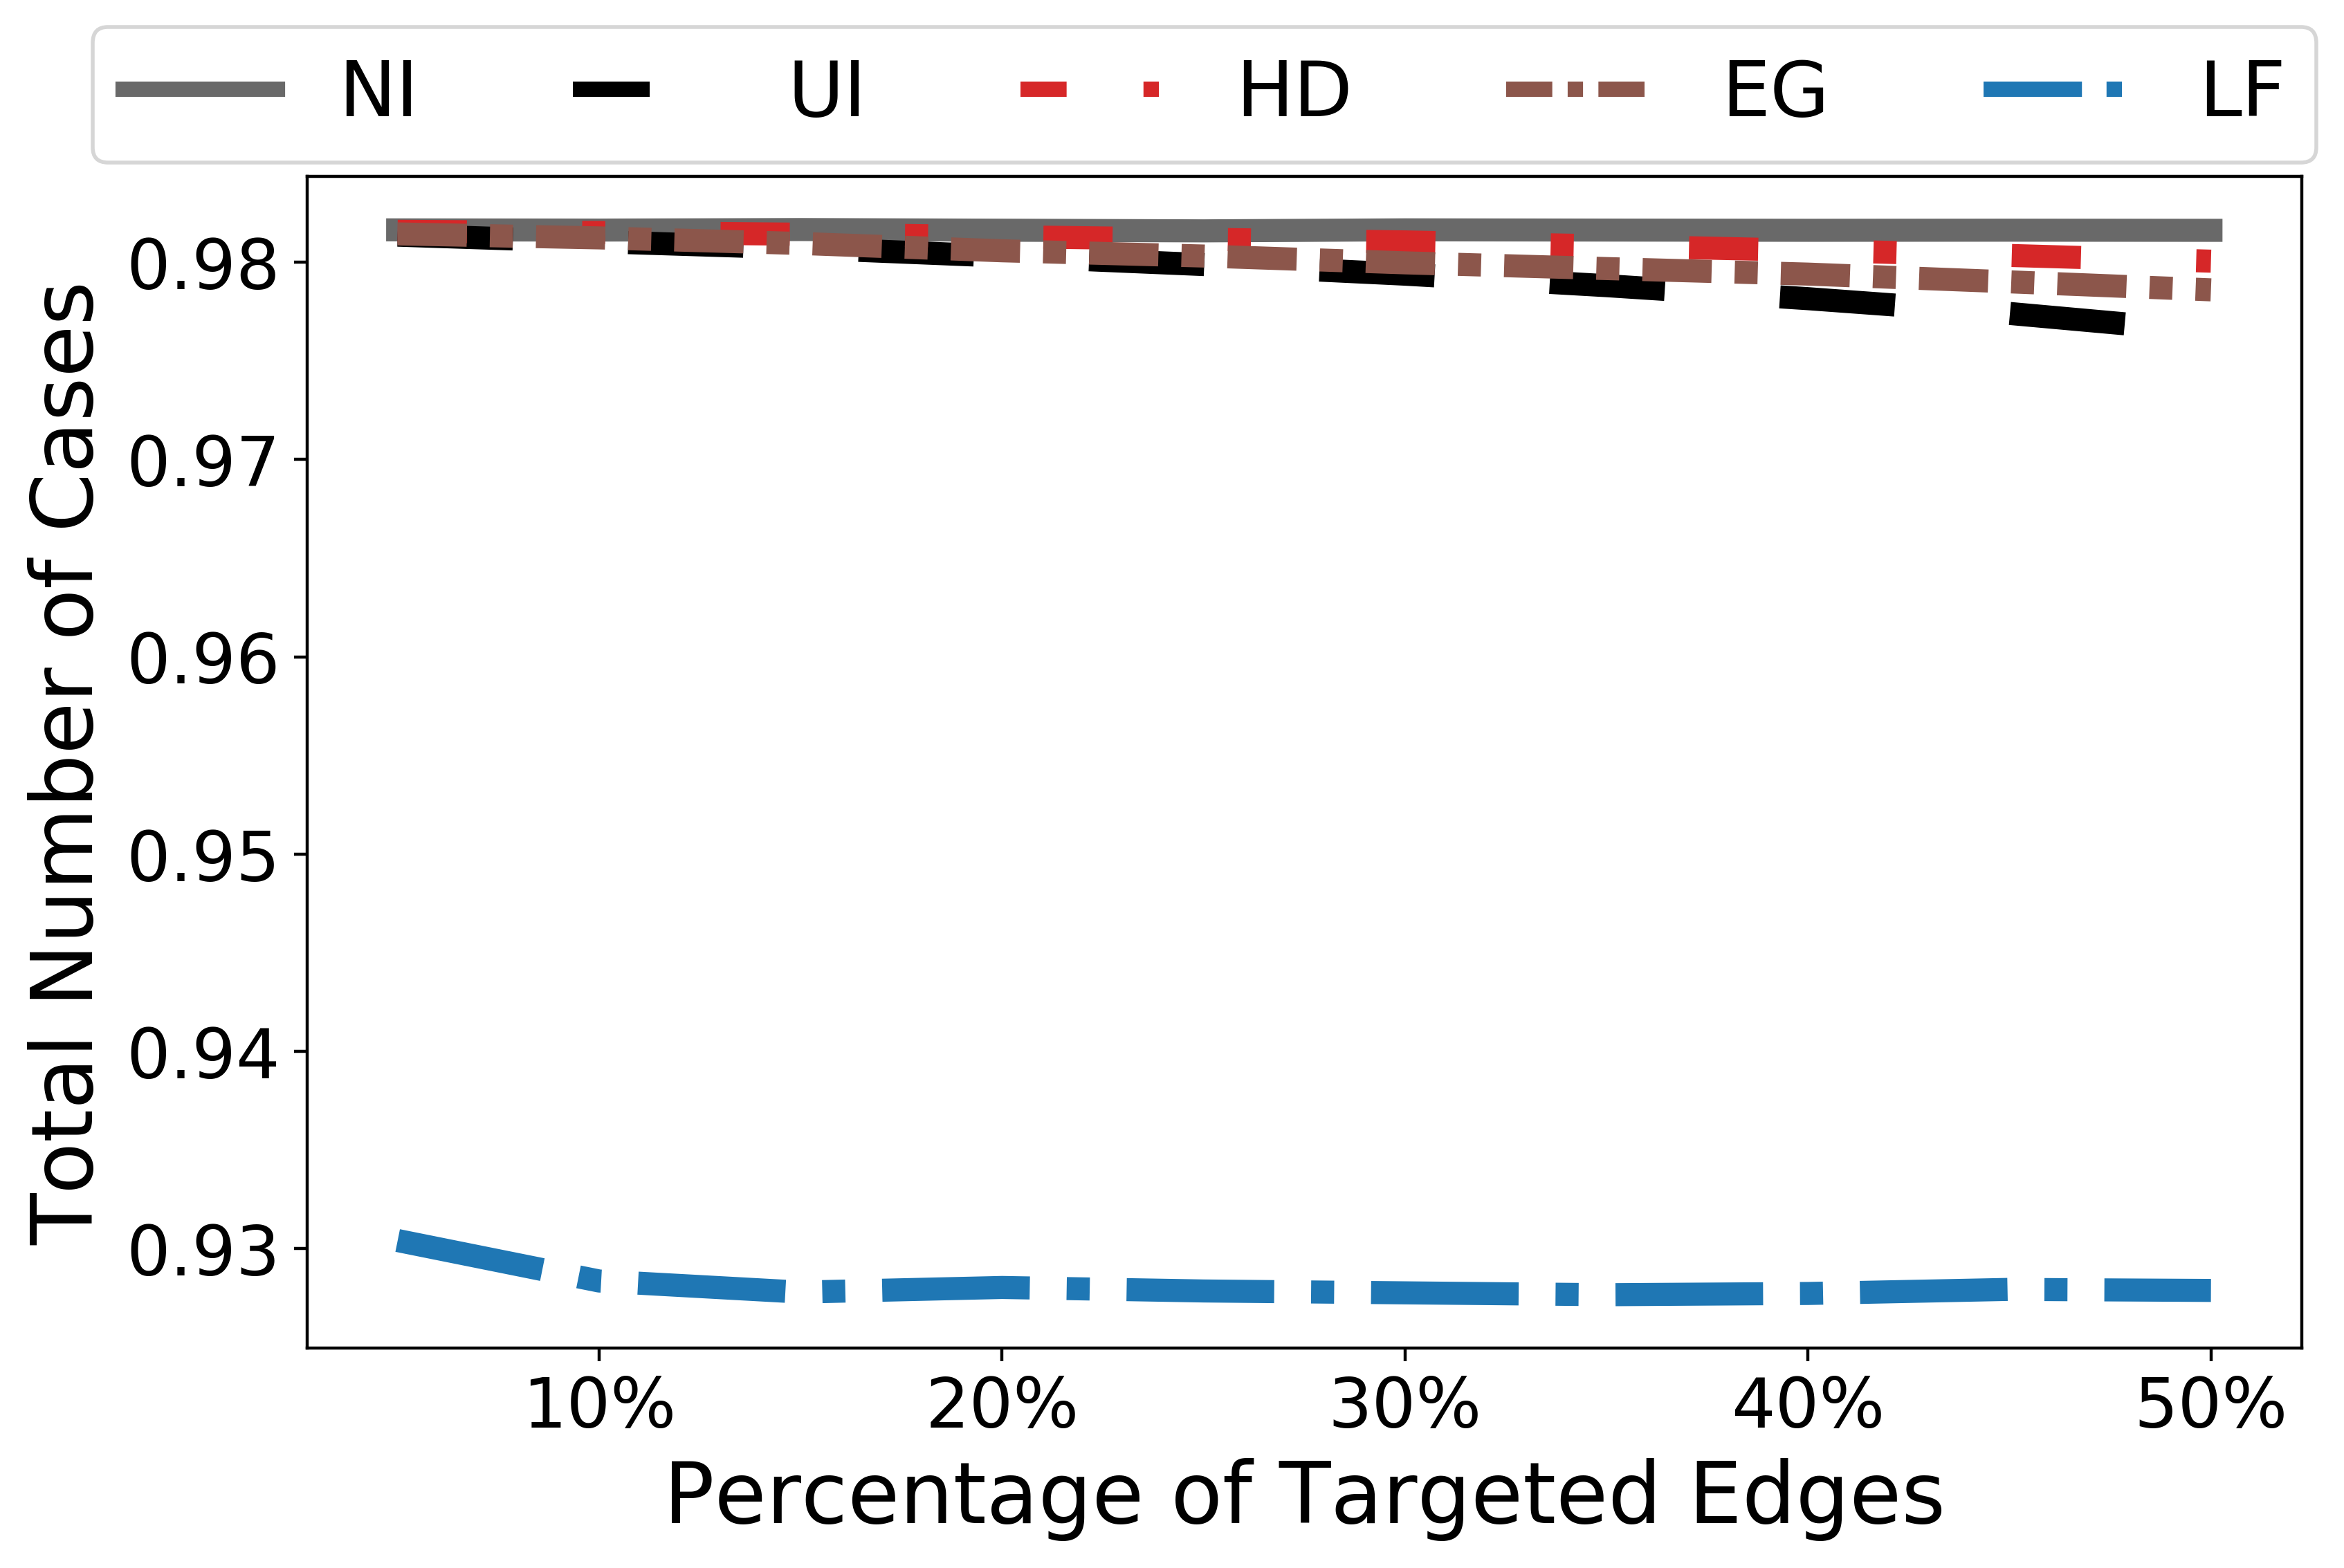 NI UI HD EG LF
Total Number of Cases
0.98
0.97
0.96
0.95
0.94
0.93
10% 20% 30% 40% 50%
Percentage of Targeted Edges